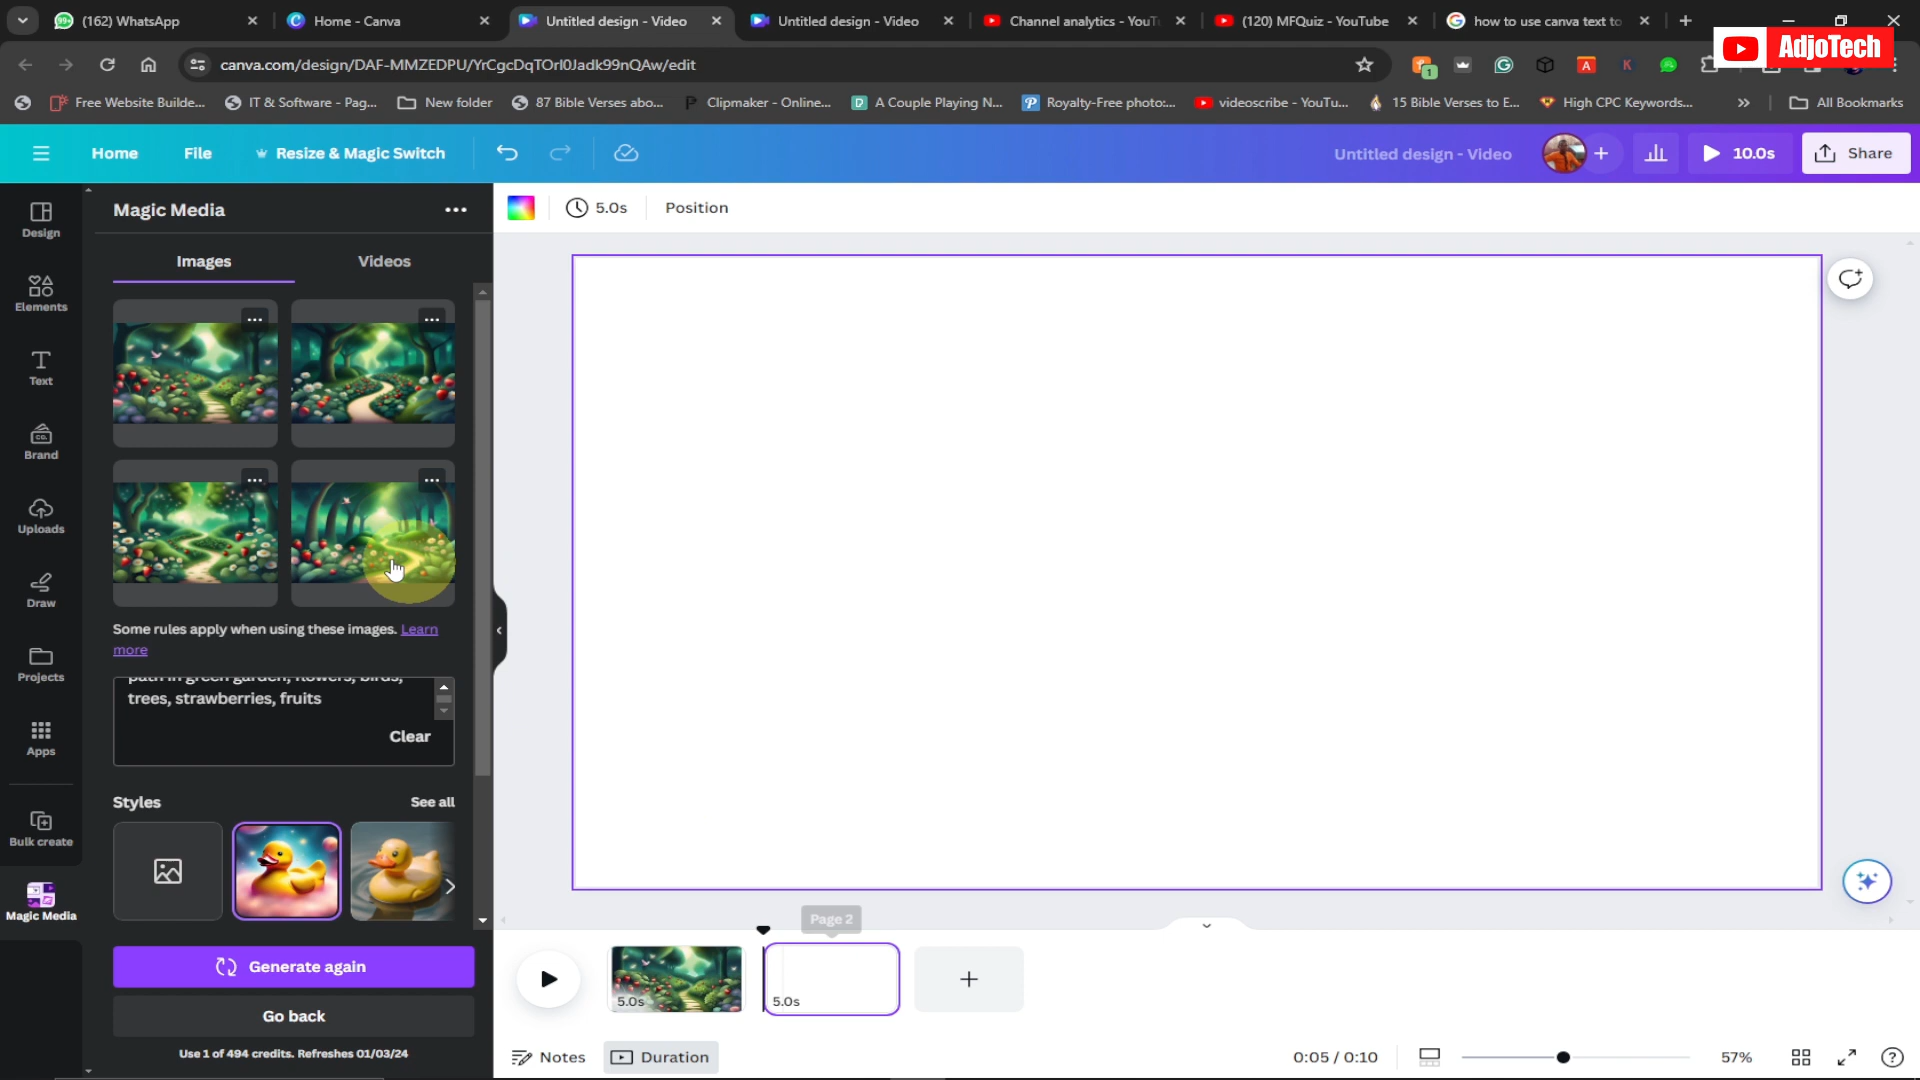 (162) WhatsApp
Home - Canva
Untitled design - Video
Untitled design - Video
Channel analytics - YouT
(120) MFQuiz - YouTube
how to use canva text to
AdjoTech
canva.com/design/DAF-MMZEDPU/YrCgcDqTOrl0Jadk99nQAw/edit
Free Website Builde...
IT & Software - Pag...
New folder
87 Bible Verses abo...
Clipmaker - Online...
A Couple Playing N...
Royalty-Free photo:...
videoscribe - YouTu...
15 Bible Verses to E...
High CPC Keywords...
All Bookmarks
Home
File
Resize & Magic Switch
Untitled design - Video
10.0s
Share
Design
Elements
Text
Brand
Uploads
Draw
Projects
Apps
Bulk create
Magic Media
Magic Media
Images
Videos
Some rules apply when using these images. Learn
more
path in green garden, flowers, birds,
trees, strawberries, fruits
Clear
Styles
See all
Generate again
Go back
Use 1 of 494 credits. Refreshes 01/03/24
5.0s
Position
Page 2
5.0s
5.0s
Notes
Duration
0:05 / 0:10
57%